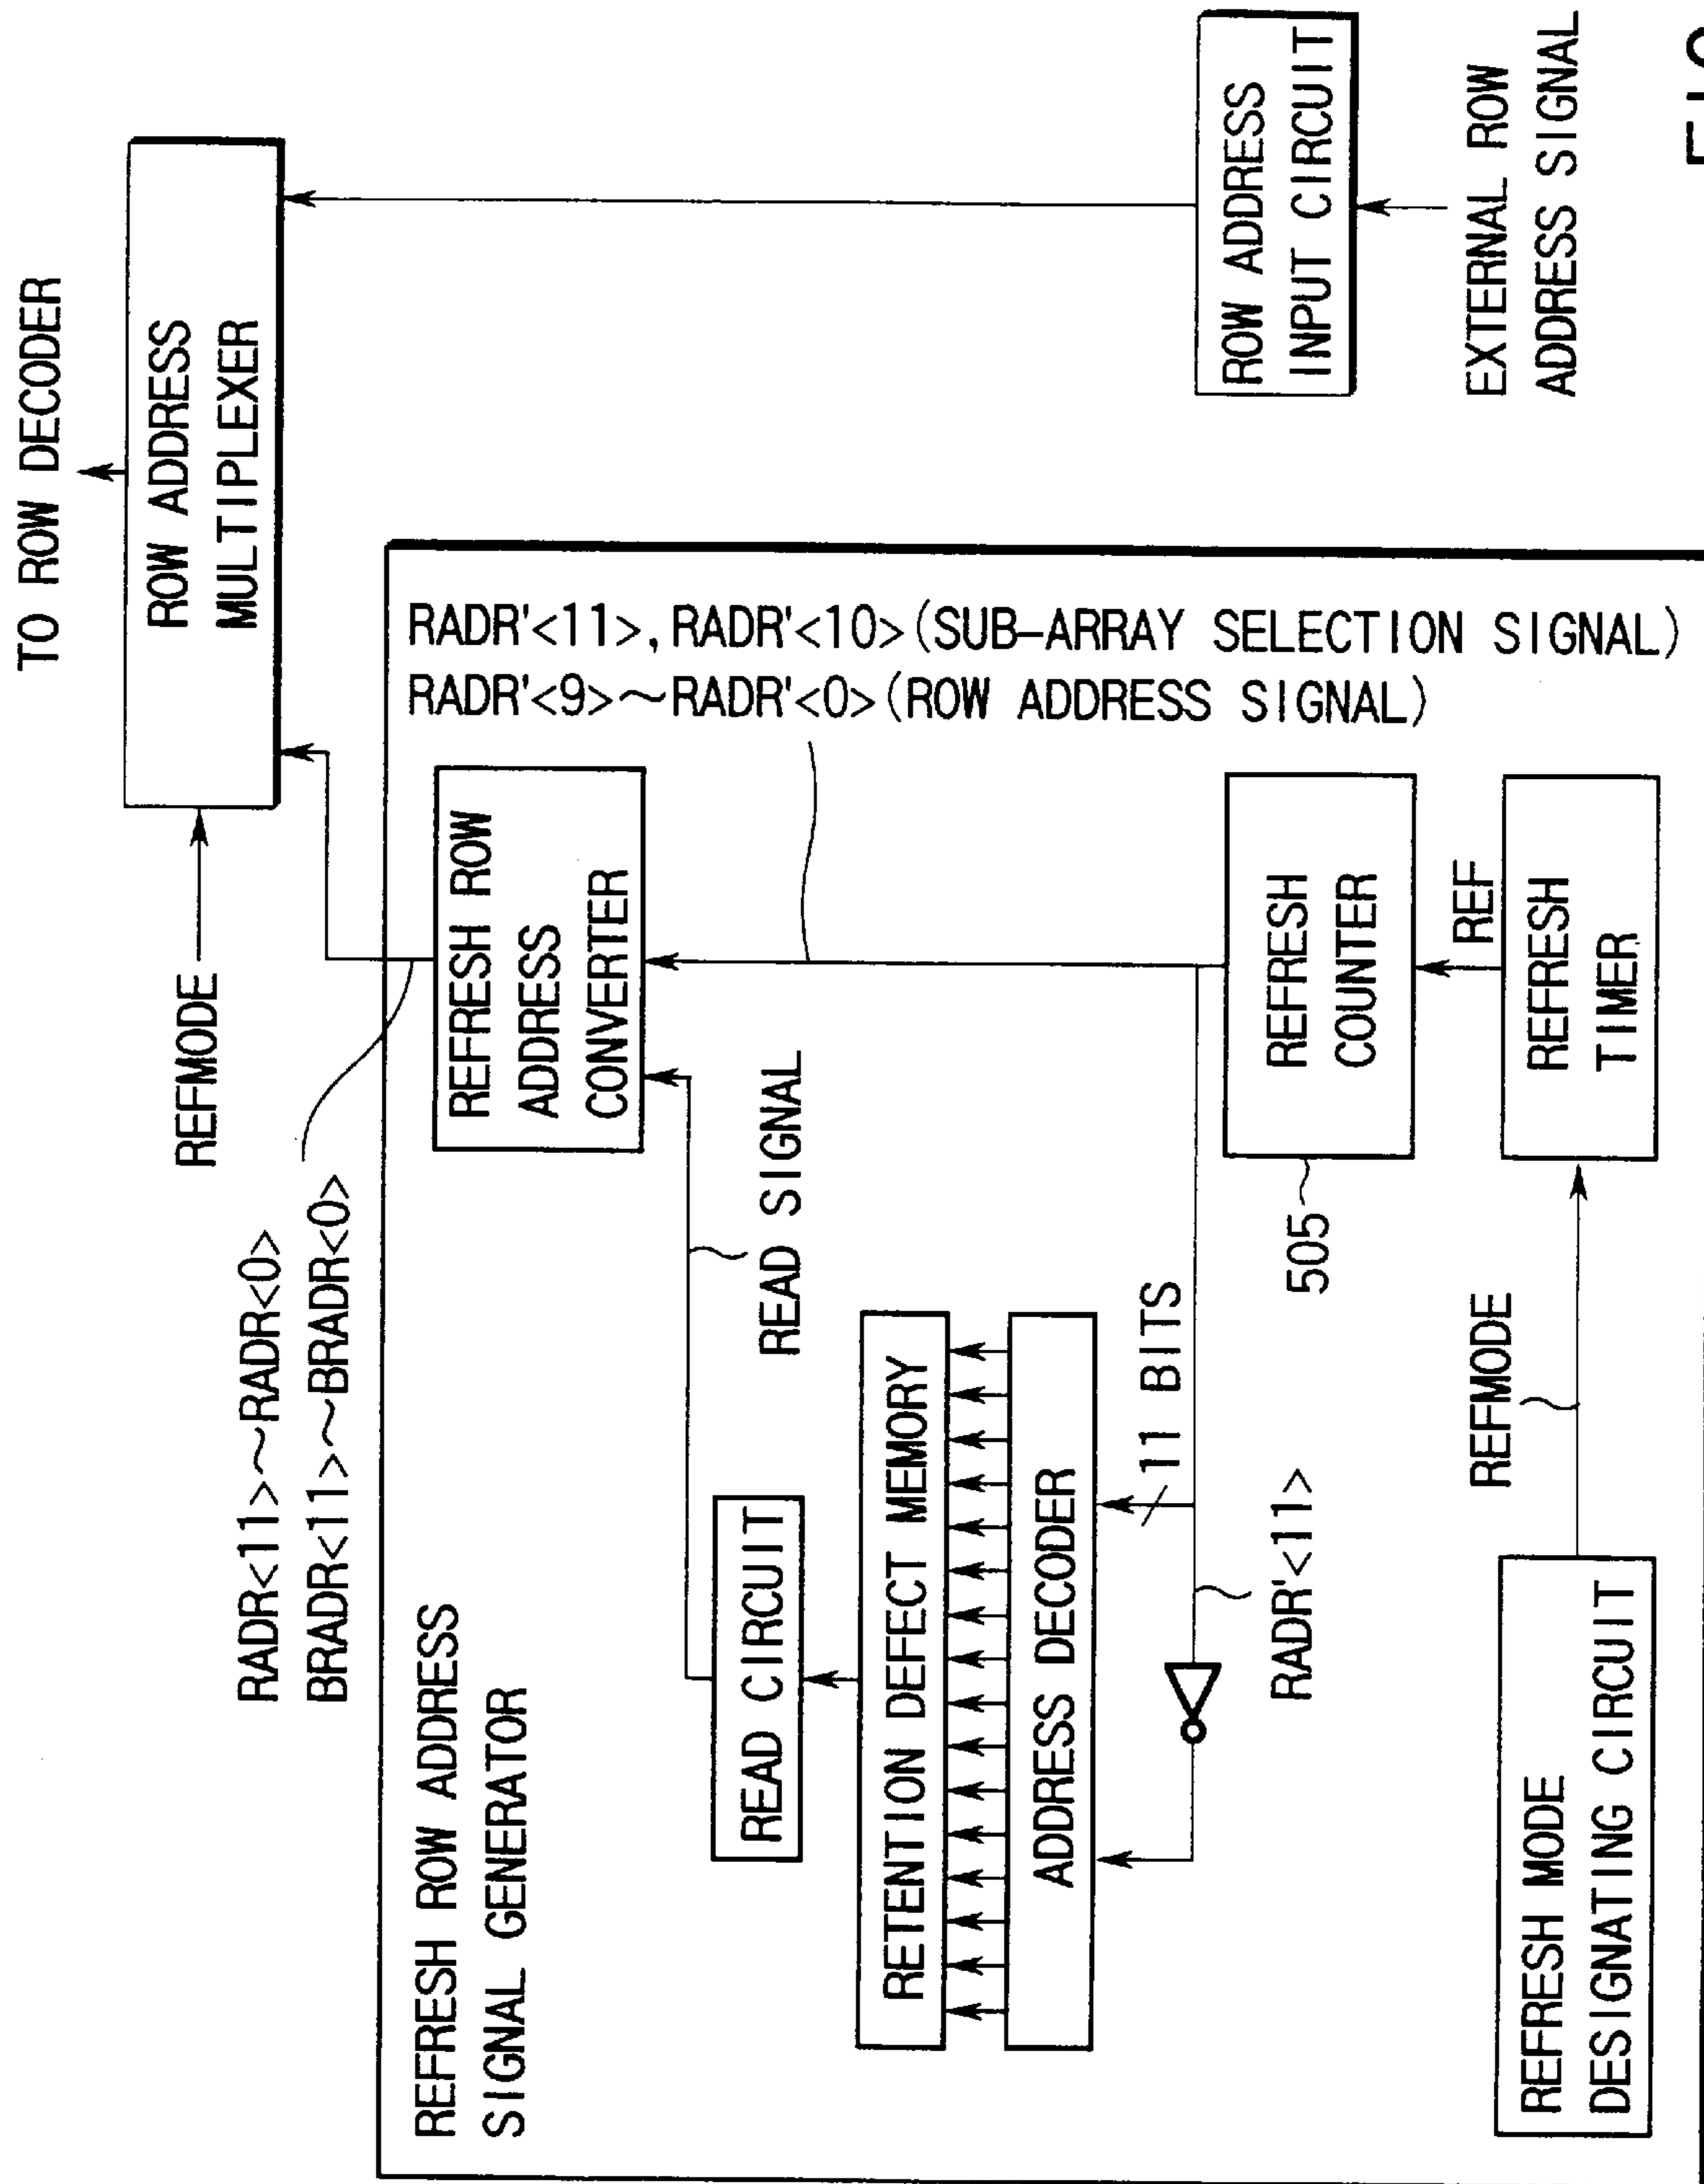 TO ROW DECODER
ROW ADDRESS
MULTIPLEXER
REFMODE
RADR<11>~RADR<0>
BRADR<11>~BRADR<0>
REFRESH ROW ADDRESS
SIGNAL GENERATOR
RADR'<11>, RADR'<10>(SUB-ARRAY SELECTION SIGNAL)
RADR'<9>~RADR'<0>(ROW ADDRESS SIGNAL)
REFRESH ROW
ADDRESS
CONVERTER
READ CIRCUIT
READ SIGNAL
RETENTION DEFECT MEMORY
ADDRESS DECODER
11 BITS
RADR'<11>
505
REFRESH
COUNTER
REF
REFRESH
TIMER
REFMODE
REFRESH MODE
DESIGNATING CIRCUIT
ROW ADDRESS
INPUT CIRCUIT
EXTERNAL ROW
ADDRESS SIGNAL